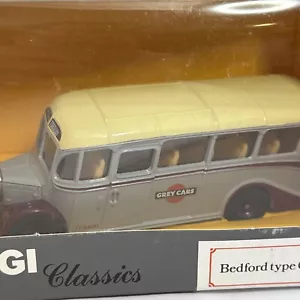 GREY CARS
GI Classics
Bedford type